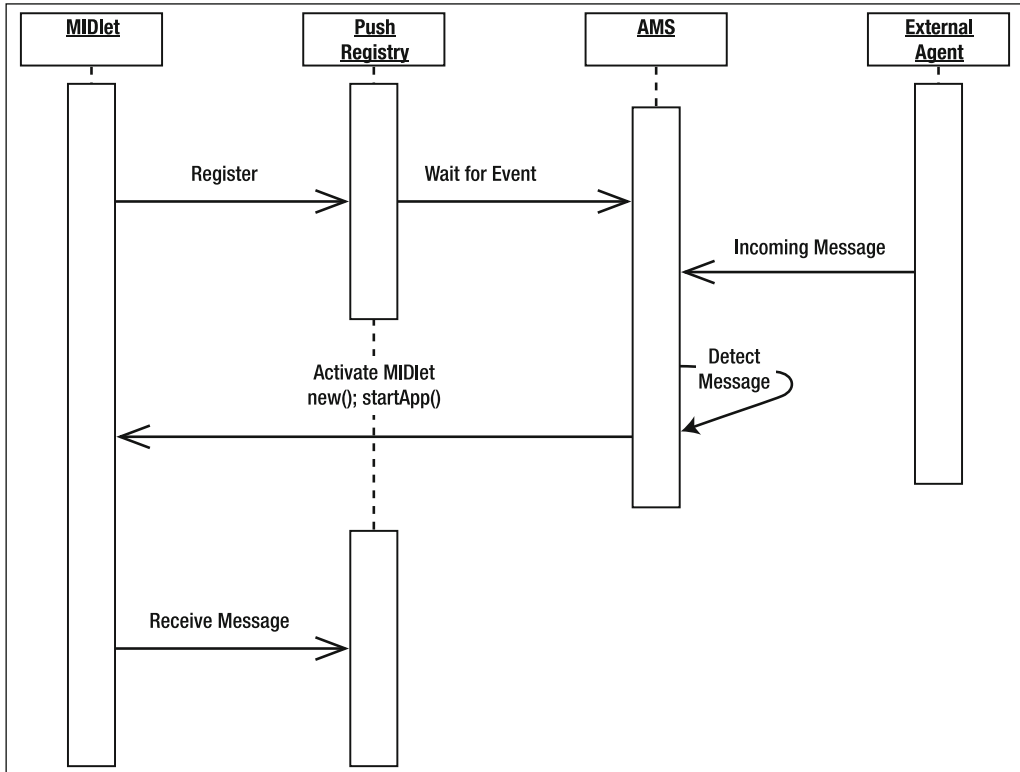 MIDlet
Push
Registry
AMS
External
Agent
Register
Wait for Event
Incoming Message
Detect
Message
Activate MIDlet
new(); startApp()
Receive Message